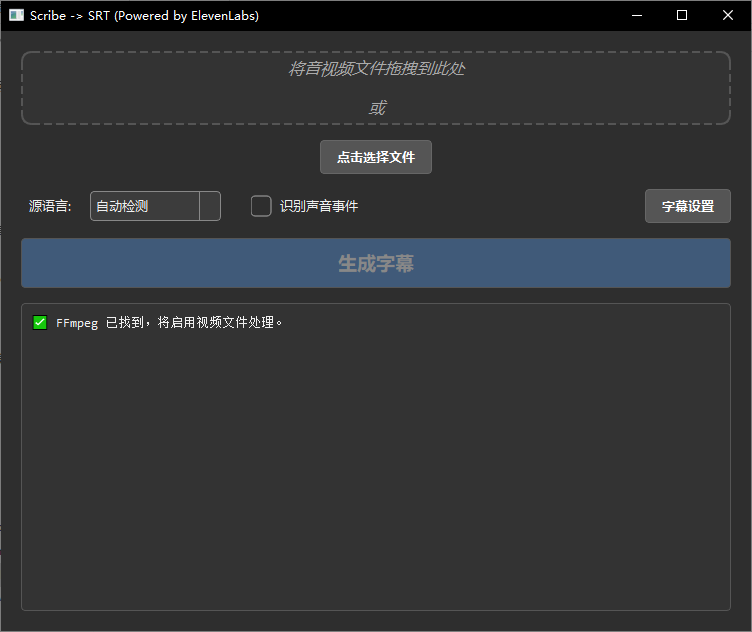 Scribe -> SRT (Powered by ElevenLabs)
将音视频文件拖拽到此处
或
点击选择文件
源语言: 自动检测 识别声音事件 字幕设置
生成字幕
✅ FFmpeg 已找到，将启用视频文件处理。